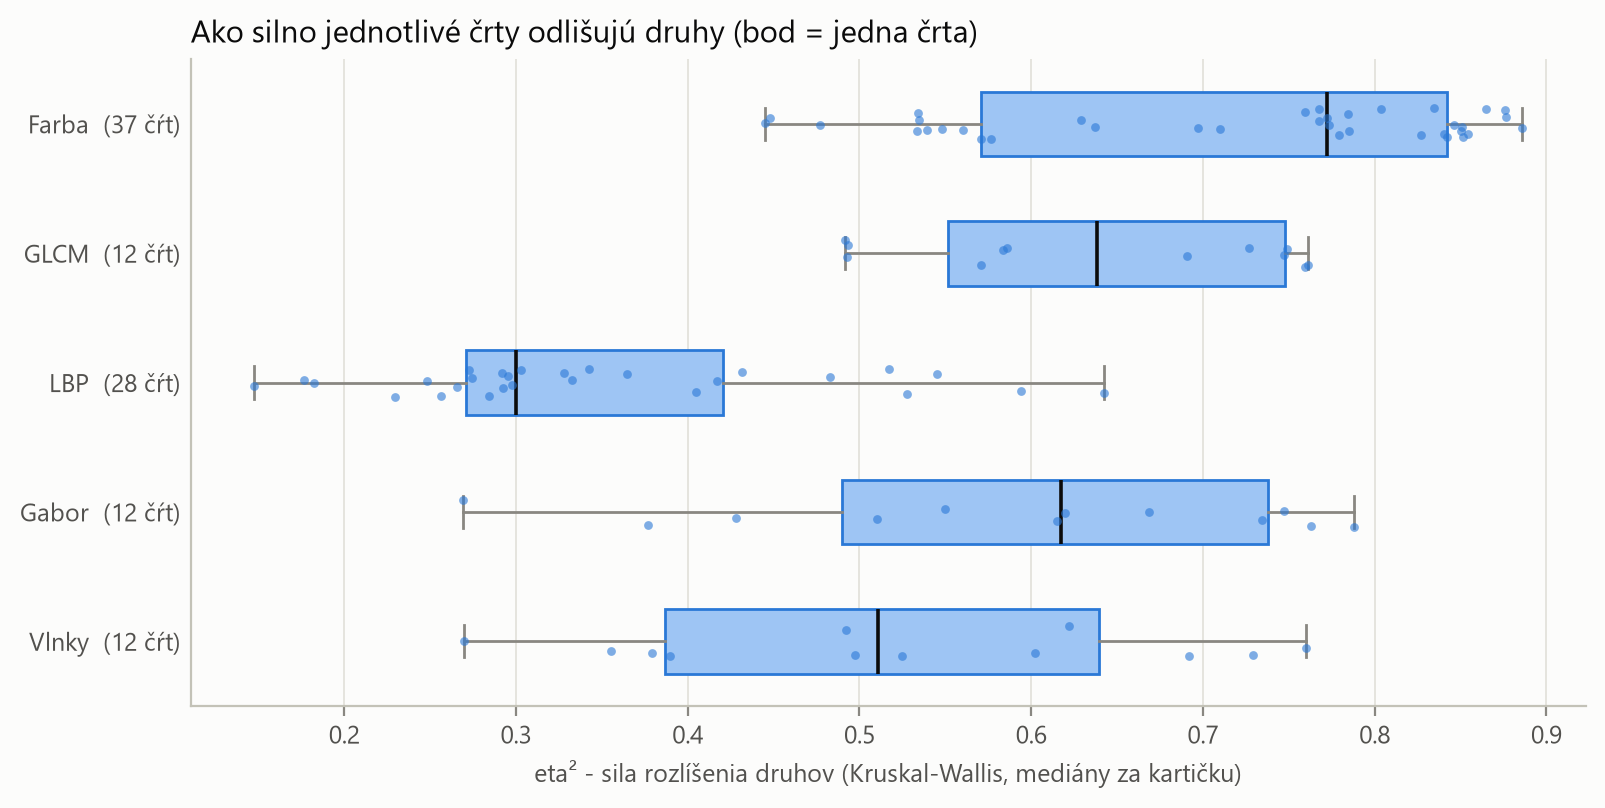 Ako silno jednotlivé črty odlišujú druhy (bod = jedna črta)
Farba (37 čŕt)
GLCM (12 čŕt)
LBP (28 čŕt)
Gabor (12 čŕt)
Vlnky (12 čŕt)
0.2 0.3 0.4 0.5 0.6 0.7 0.8 0.9
eta² - sila rozlíšenia druhov (Kruskal-Wallis, mediány za kartičku)